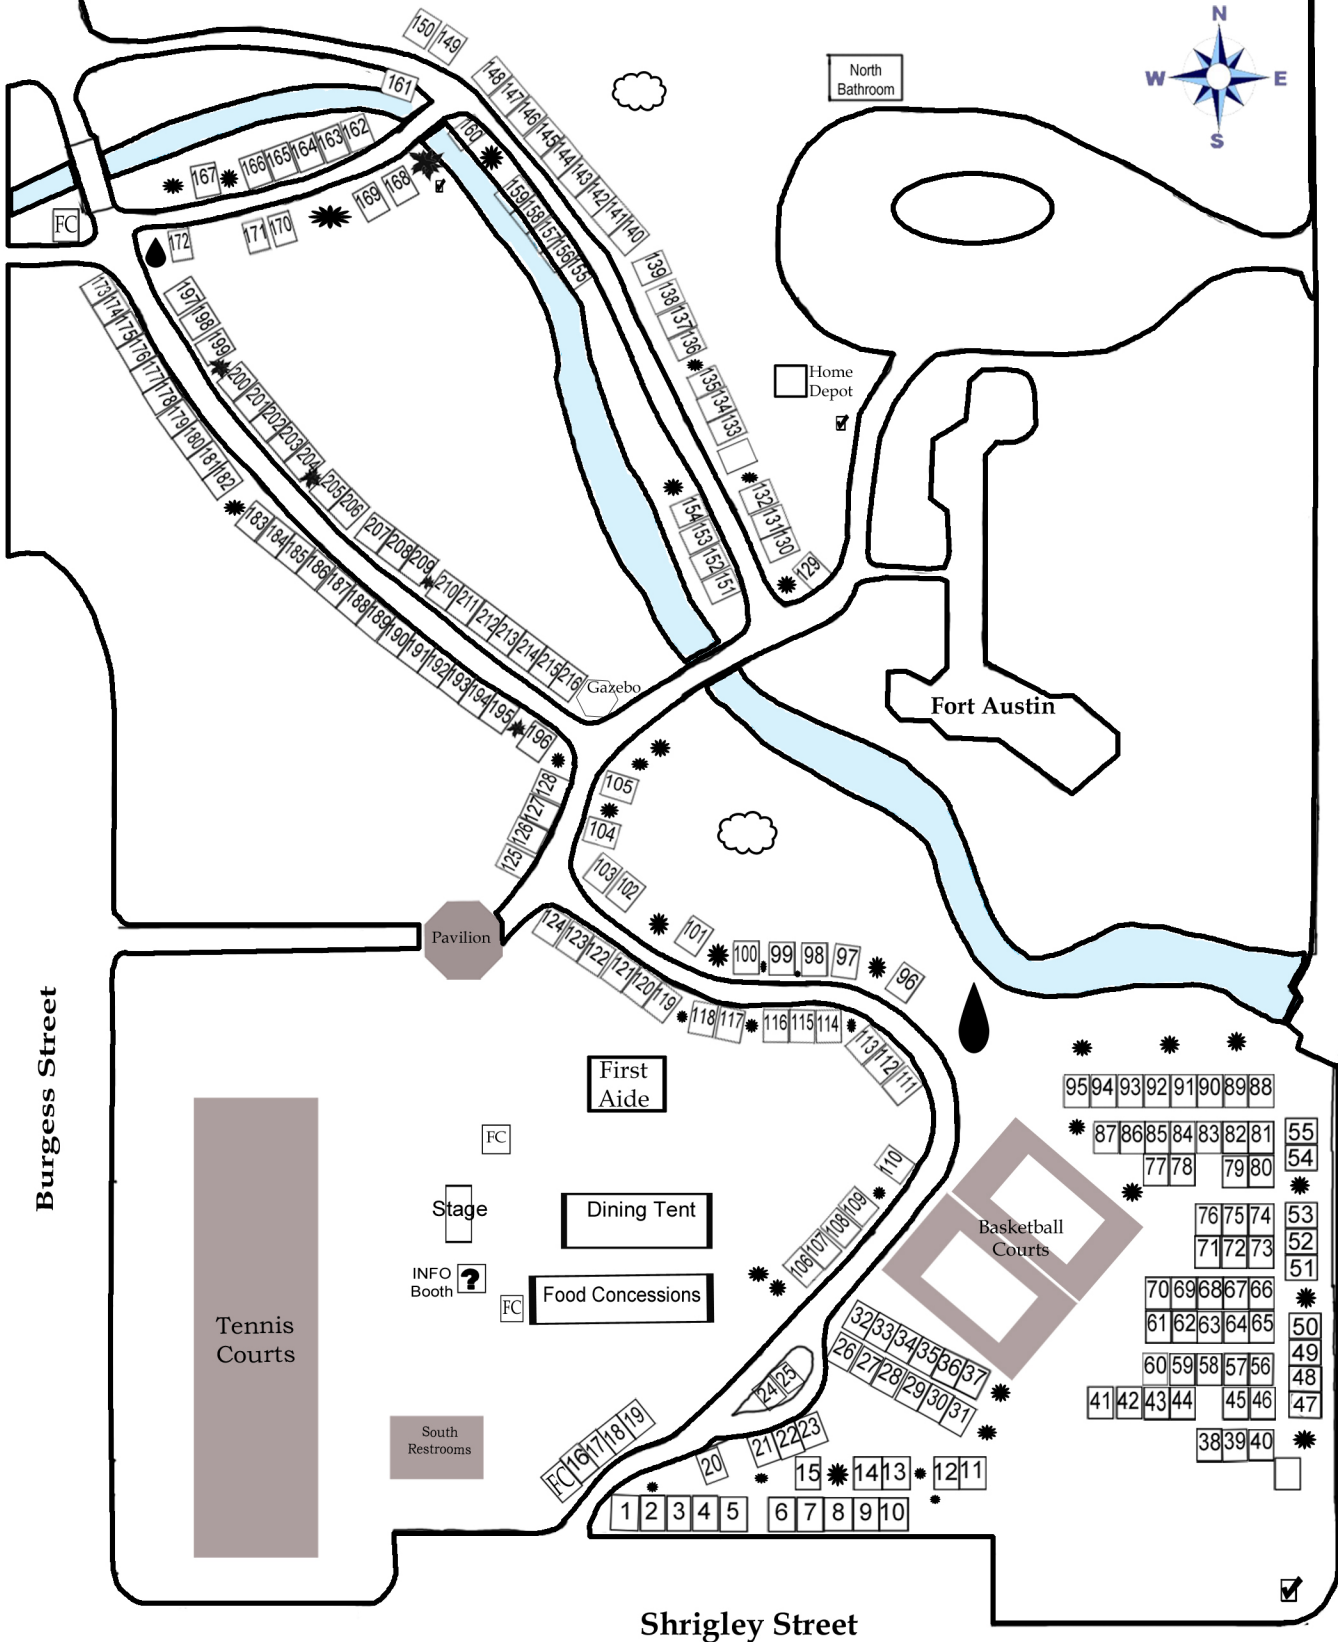 N
W E
S
150 149
148 147 146 145 144 143 142 141 140
North
Bathroom
161
160
167 166 165 164 163 162
159 158 157 156 155
FC
172 171 170 169 168
139 138 137 136
135 134 133
132 131 130
129
Home
Depot
173 174 175 176 177 178 179 180 181 182
197 198 199
200 201 202 203 204
205 206
207 208 209
210 211 212 213 214 215 216
183 184 185 186 187 188 189 190 191 192 193 194 195
196
154 153 152 151
Gazebo
Fort Austin
128
127
126
125
105
104
103 102
101
100 99 98 97
96
Pavilion
124 123 122 121 120 119
118 117
116 115 114
113 112 111
110
109
108
107
106
Burgess Street
First
Aide
FC
Stage
Dining Tent
INFO
Booth
?
FC
Food Concessions
Tennis
Courts
South
Restrooms
Basketball
Courts
95 94 93 92 91 90 89 88
87 86 85 84 83 82 81
55
54
77 78 79 80
76 75 74
53
71 72 73
52
51
70 69 68 67 66
61 62 63 64 65
50
49
60 59 58 57 56
48
41 42 43 44 45 46
47
38 39 40
32 33 34 35 36 37
26 27 28 29 30 31
24 25
FC 16 17 18 19
20
21 22 23
15 14 13 12 11
1 2 3 4 5 6 7 8 9 10
Shrigley Street